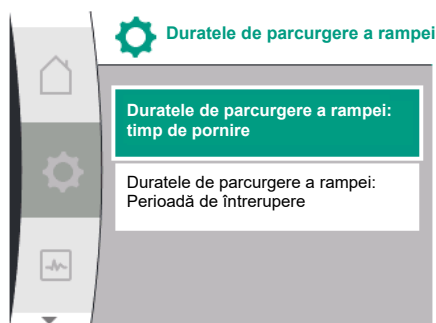 Duratele de parcurgere a rampei
Duratele de parcurgere a rampei:
timp de pornire
Duratele de parcurgere a rampei:
Perioadă de întrerupere